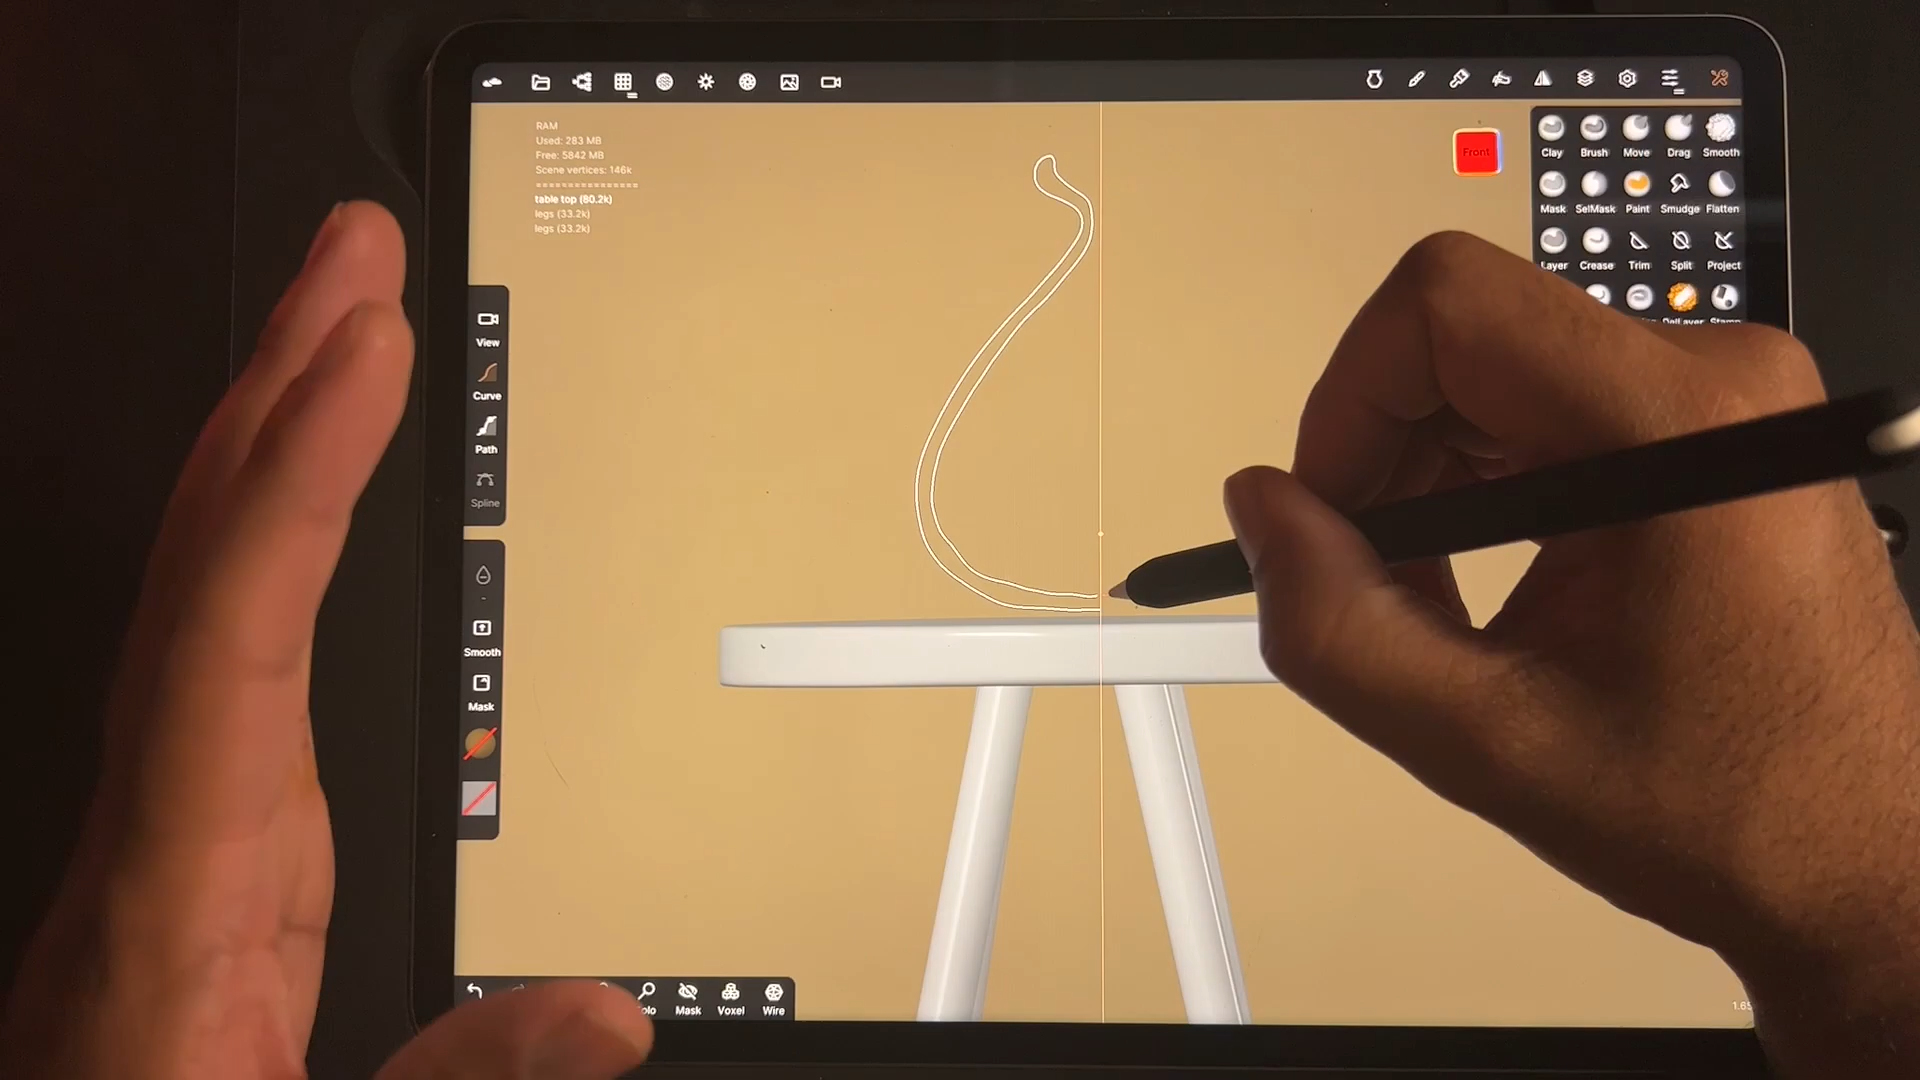 RAM
Used: 283 MB
Free: 5842 MB
Scene vertices: 146k
=================
table top (80.2k)
legs (33.2k)
legs (33.2k)
Front
Clay Brush Move Drag Smooth
Mask SelMask Paint Smudge Flatten
Layer Crease Trim Split Project
DelLayer Stamp
View
Curve
Path
Spline
Smooth
Mask
Mask Voxel Wire